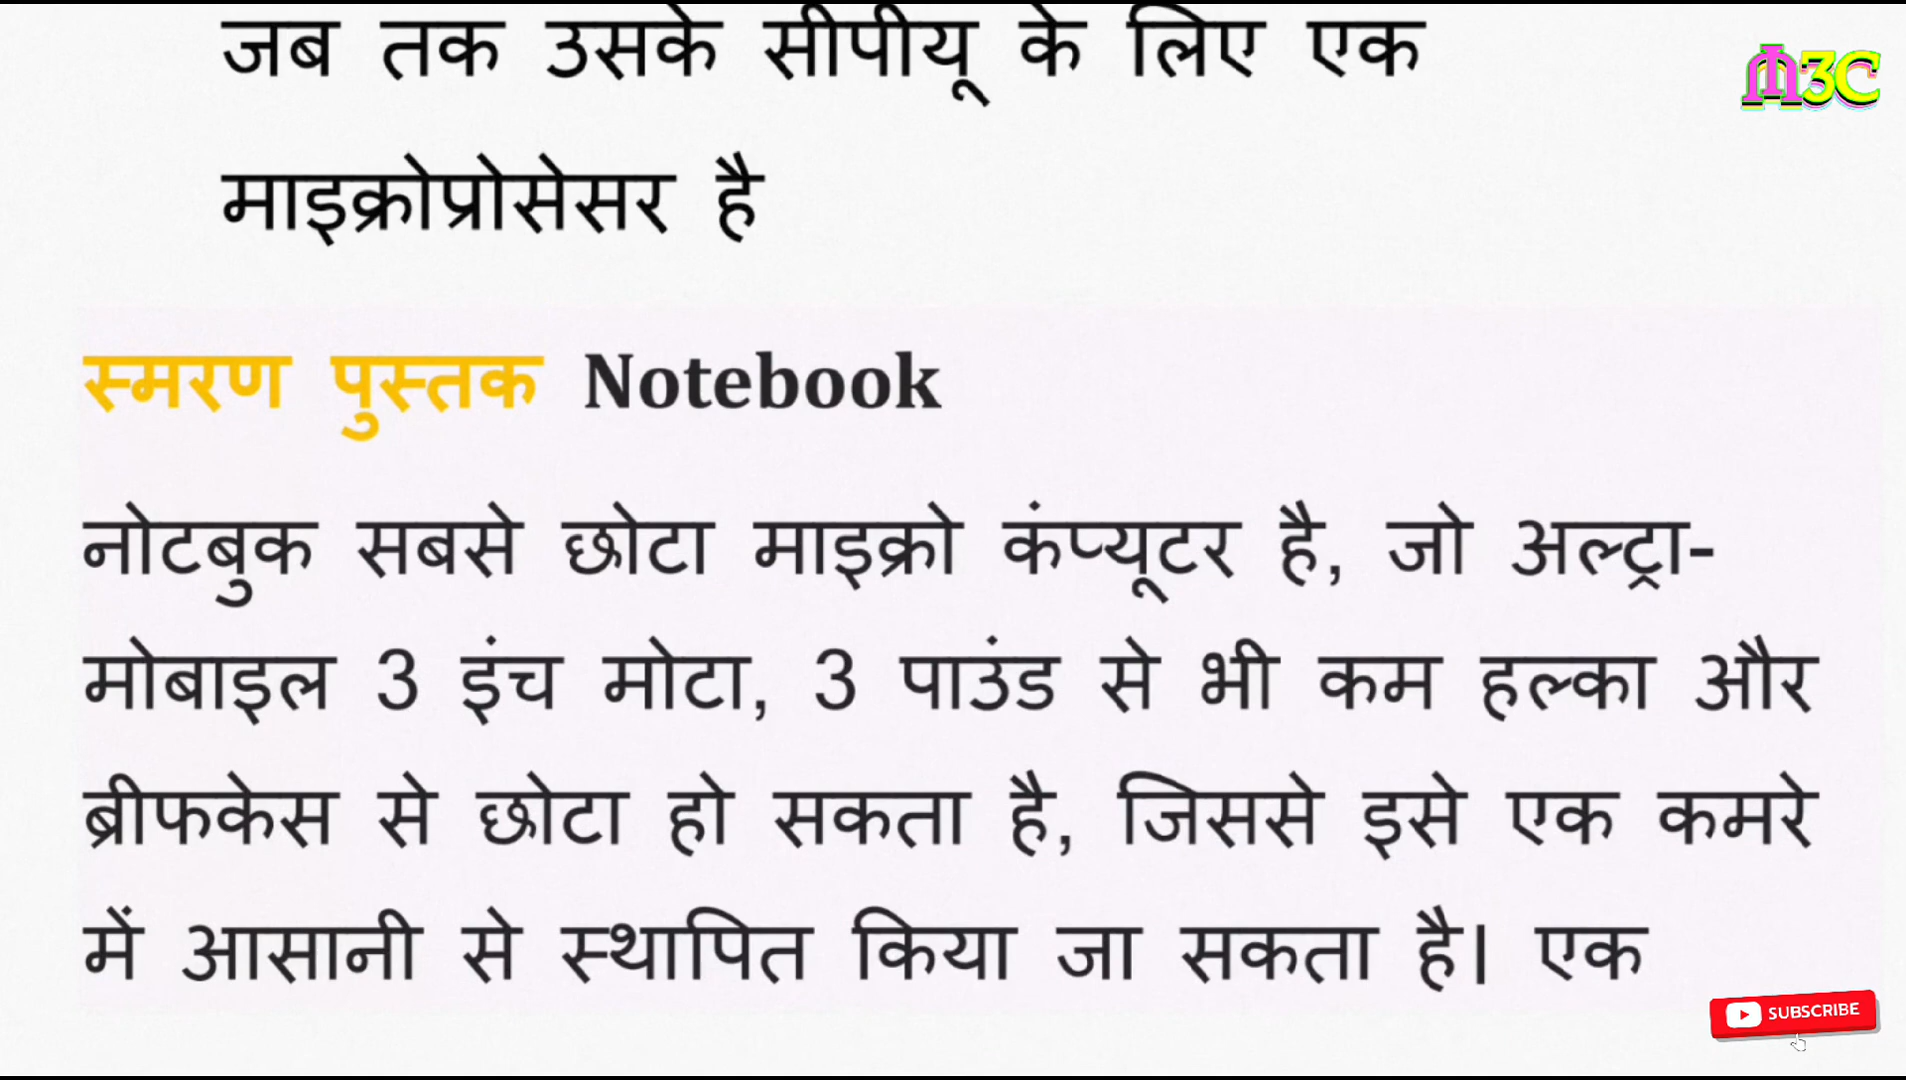 जब तक उसके सीपीयू के लिए एक
माइक्रोप्रोसेसर है
स्मरण पुस्तक Notebook
नोटबुक सबसे छोटा माइक्रो कंप्यूटर है, जो अल्ट्रा-
मोबाइल 3 इंच मोटा, 3 पाउंड से भी कम हल्का और
ब्रीफकेस से छोटा हो सकता है, जिससे इसे एक कमरे
में आसानी से स्थापित किया जा सकता है। एक
SUBSCRIBE